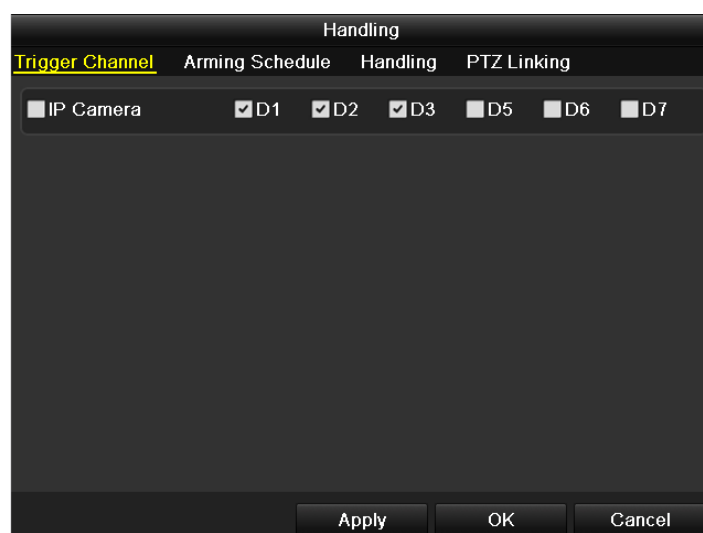 Handling
Trigger Channel Arming Schedule Handling PTZ Linking
IP Camera D1 D2 D3 D5 D6 D7
Apply OK Cancel